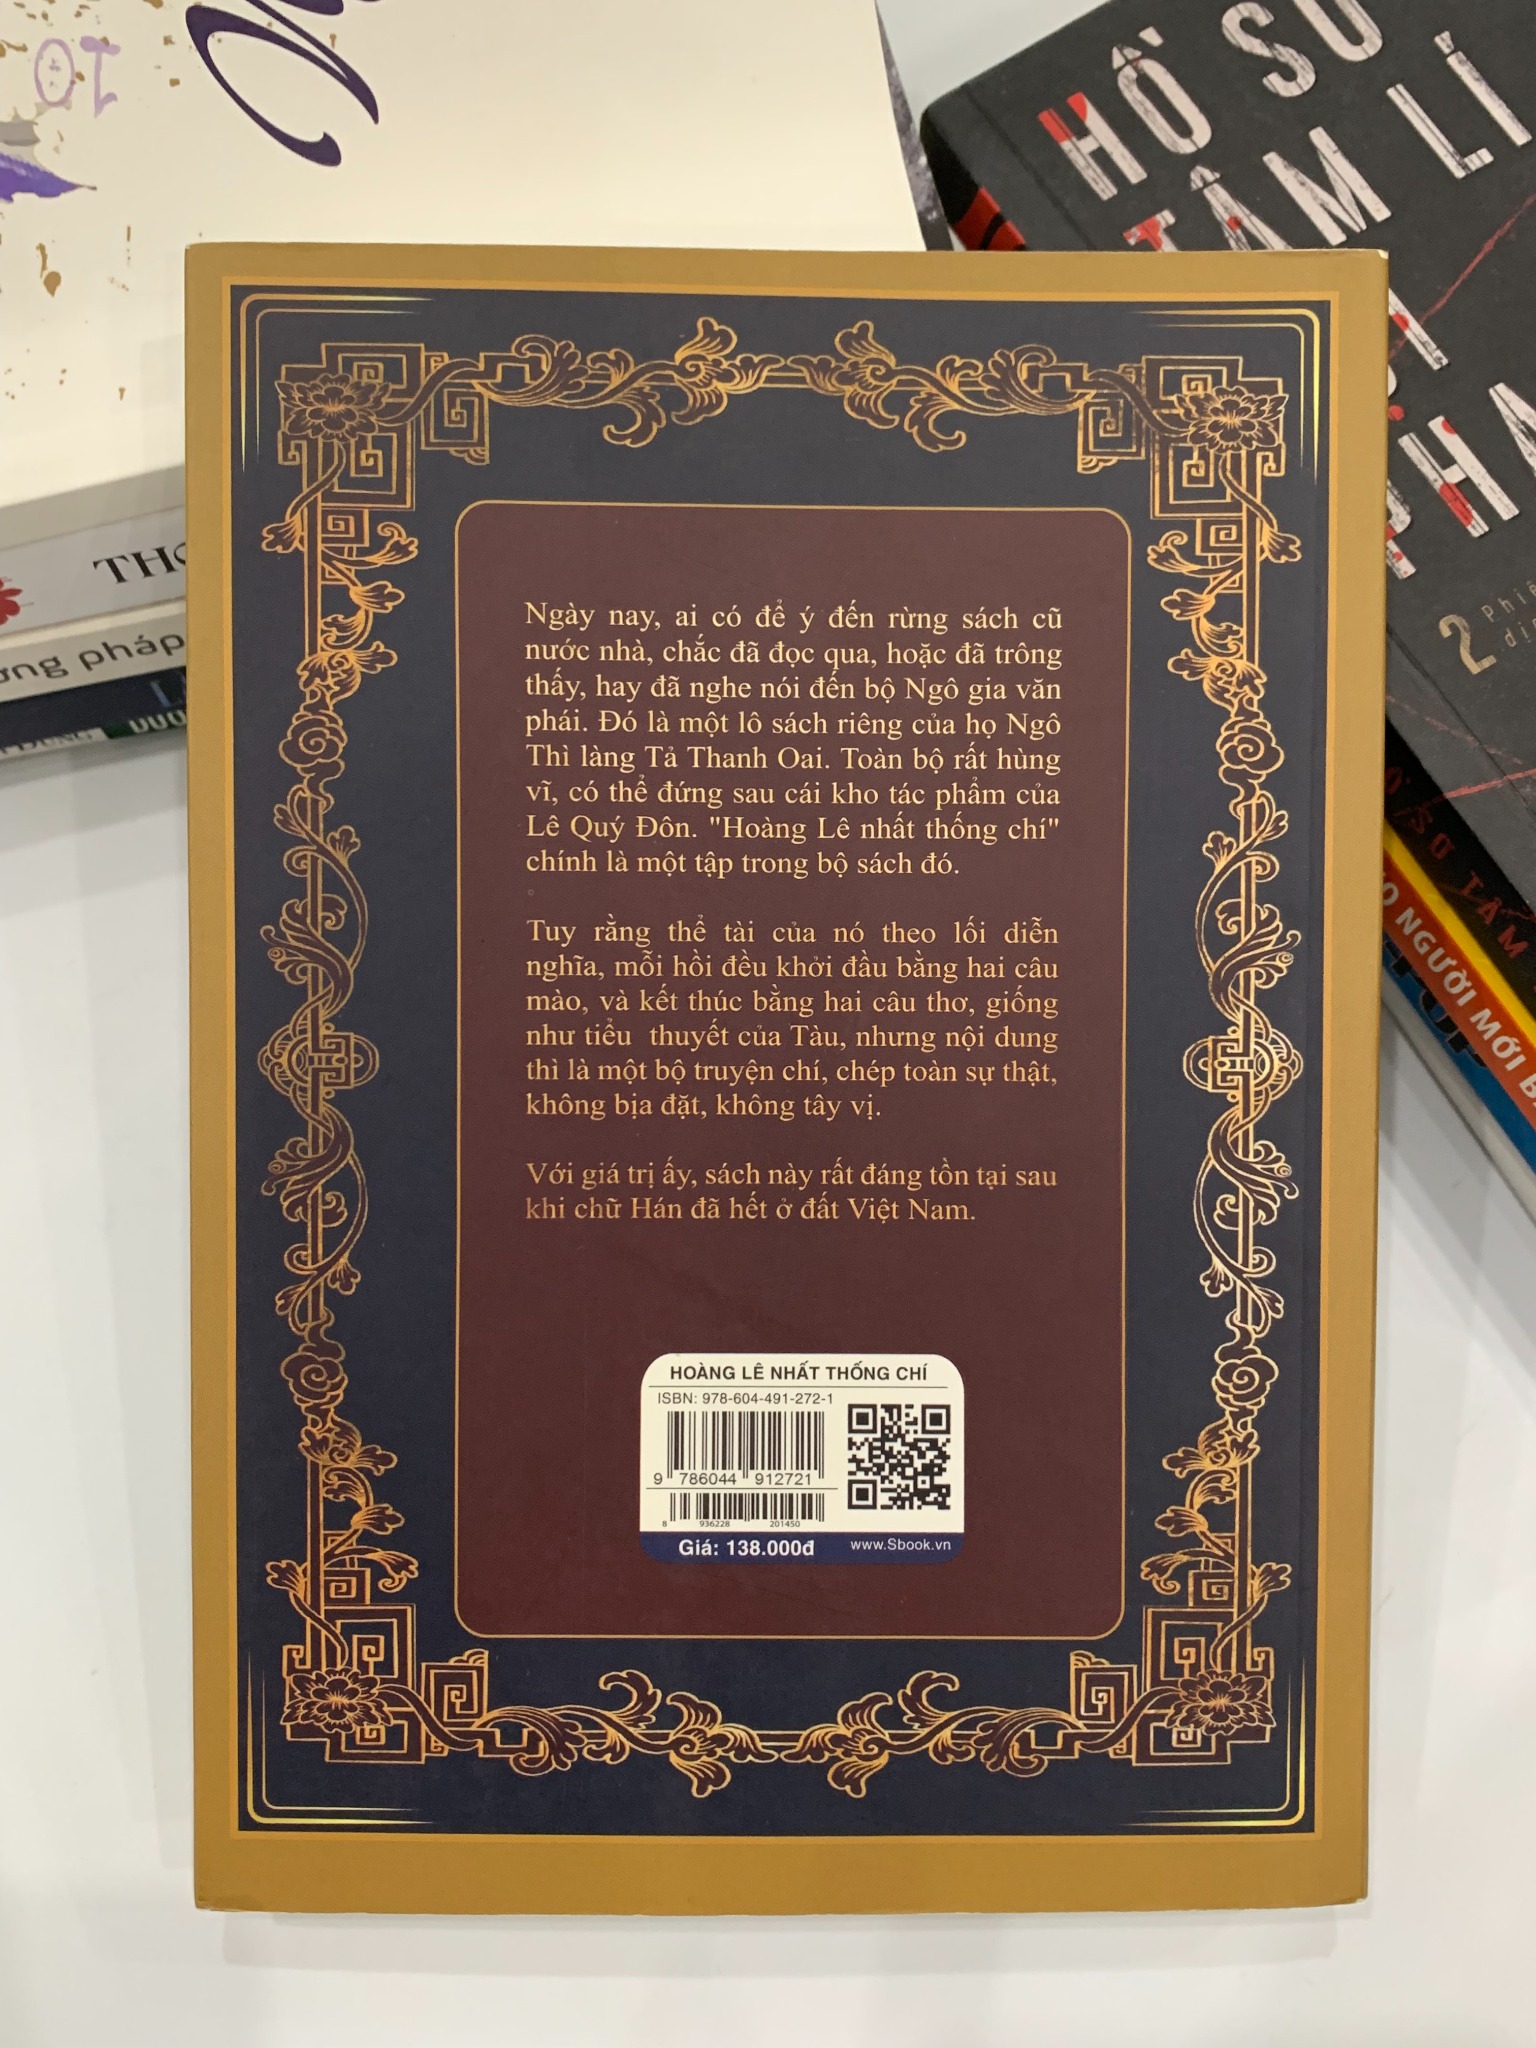 10
HỒ SƠ
TÂM LÍ
2
Ngày nay, ai có để ý đến rừng sách cũ
nước nhà, chắc đã đọc qua, hoặc đã trông
thấy, hay đã nghe nói đến bộ Ngô gia văn
phái. Đó là một lô sách riêng của họ Ngô
Thì làng Tả Thanh Oai. Toàn bộ rất hùng
vĩ, có thể đứng sau cái kho tác phẩm của
Lê Quý Đôn. "Hoàng Lê nhất thống chí"
chính là một tập trong bộ sách đó.
Tuy rằng thể tài của nó theo lối diễn
nghĩa, mỗi hồi đều khởi đầu bằng hai câu
mào, và kết thúc bằng hai câu thơ, giống
như tiểu thuyết của Tàu, nhưng nội dung
thì là một bộ truyện chí, chép toàn sự thật,
không bịa đặt, không tây vị.
Với giá trị ấy, sách này rất đáng tồn tại sau
khi chữ Hán đã hết ở đất Việt Nam.
HOÀNG LÊ NHẤT THỐNG CHÍ
ISBN: 978-604-491-272-1
9 786044 912721
8 936228 201450
Giá: 138.000đ www.Sbook.vn
pháp
NGƯỜI MỚI